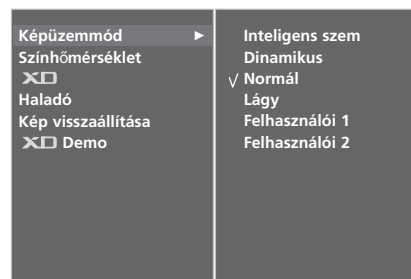 Képüzemmód ►
Színhőmérséklet
XD
Haladó
Kép visszaállítása
XD Demo
Inteligens szem
Dinamikus
√ Normál
Lágy
Felhasználói 1
Felhasználói 2